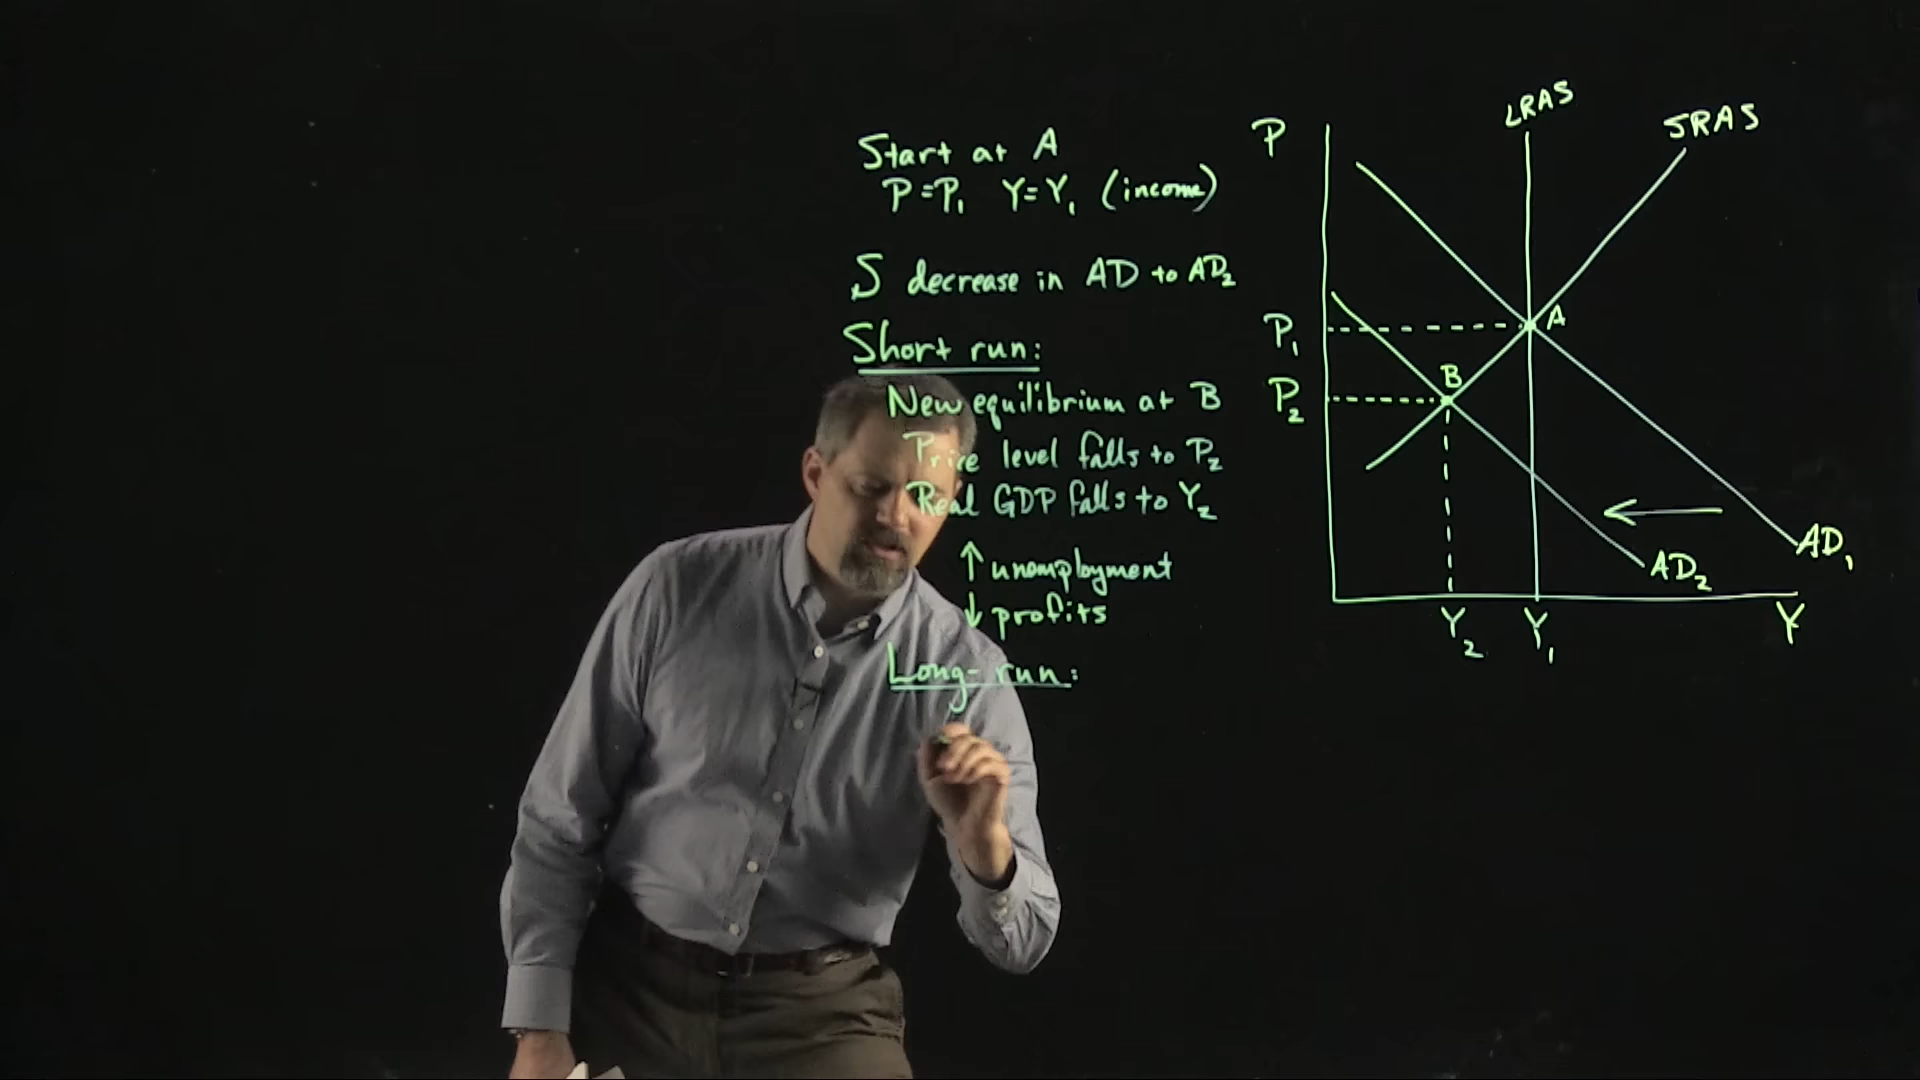 Start at A
P=P₁ Y=Y₁ (income)
S decrease in AD to AD₂
Short run:
New equilibrium at B
Price level falls to P₂
Real GDP falls to Y₂
↑ unemployment
↓ profits
Long-run:
P
LRAS
SRAS
P₁
A
P₂
B
AD₁
AD₂
Y₂
Y₁
Y